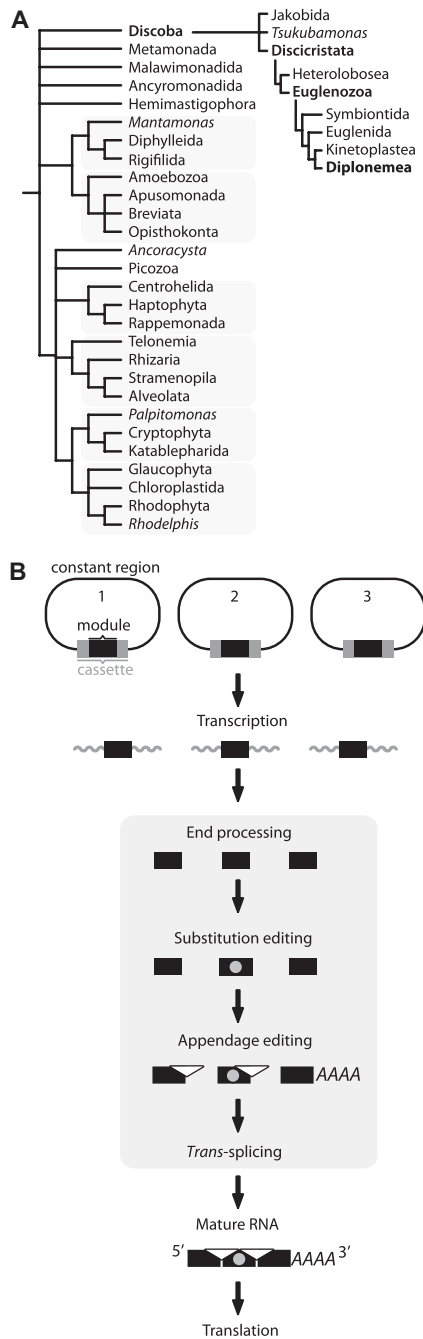 A
Discoba
Metamonada
Malawimonadida
Ancyromonadida
Hemimastigophora
Mantamonas
Diphylleida
Rigifilida
Amoebozoa
Apusomonada
Breviata
Opisthokonta
Ancoracysta
Picozoa
Centrohelida
Haptophyta
Rappemonada
Telonemia
Rhizaria
Stramenopila
Alveolata
Palpitomonas
Cryptophyta
Katablepharida
Glaucophyta
Chloroplastida
Rhodophyta
Rhodelphis
Jakobida
Tsukubamonas
Discicristata
Heterolobosea
Euglenozoa
Symbiontida
Euglenida
Kinetoplastea
Diplonemea
B
constant region
1 2 3
module
cassette
Transcription
End processing
Substitution editing
Appendage editing
AAAA
Trans-splicing
Mature RNA
5′ AAAA 3′
Translation